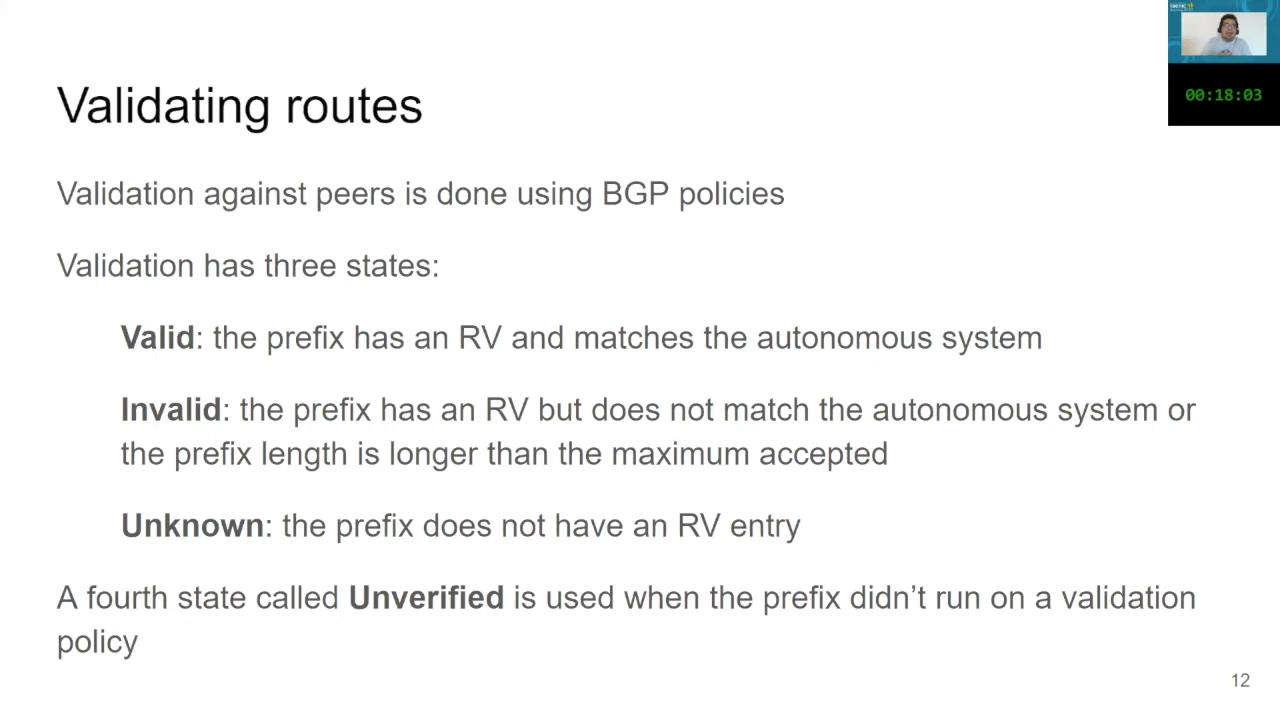 Validating routes
00:18:03
Validation against peers is done using BGP policies
Validation has three states:
Valid: the prefix has an RV and matches the autonomous system
Invalid: the prefix has an RV but does not match the autonomous system or
the prefix length is longer than the maximum accepted
Unknown: the prefix does not have an RV entry
A fourth state called Unverified is used when the prefix didn’t run on a validation
policy
12